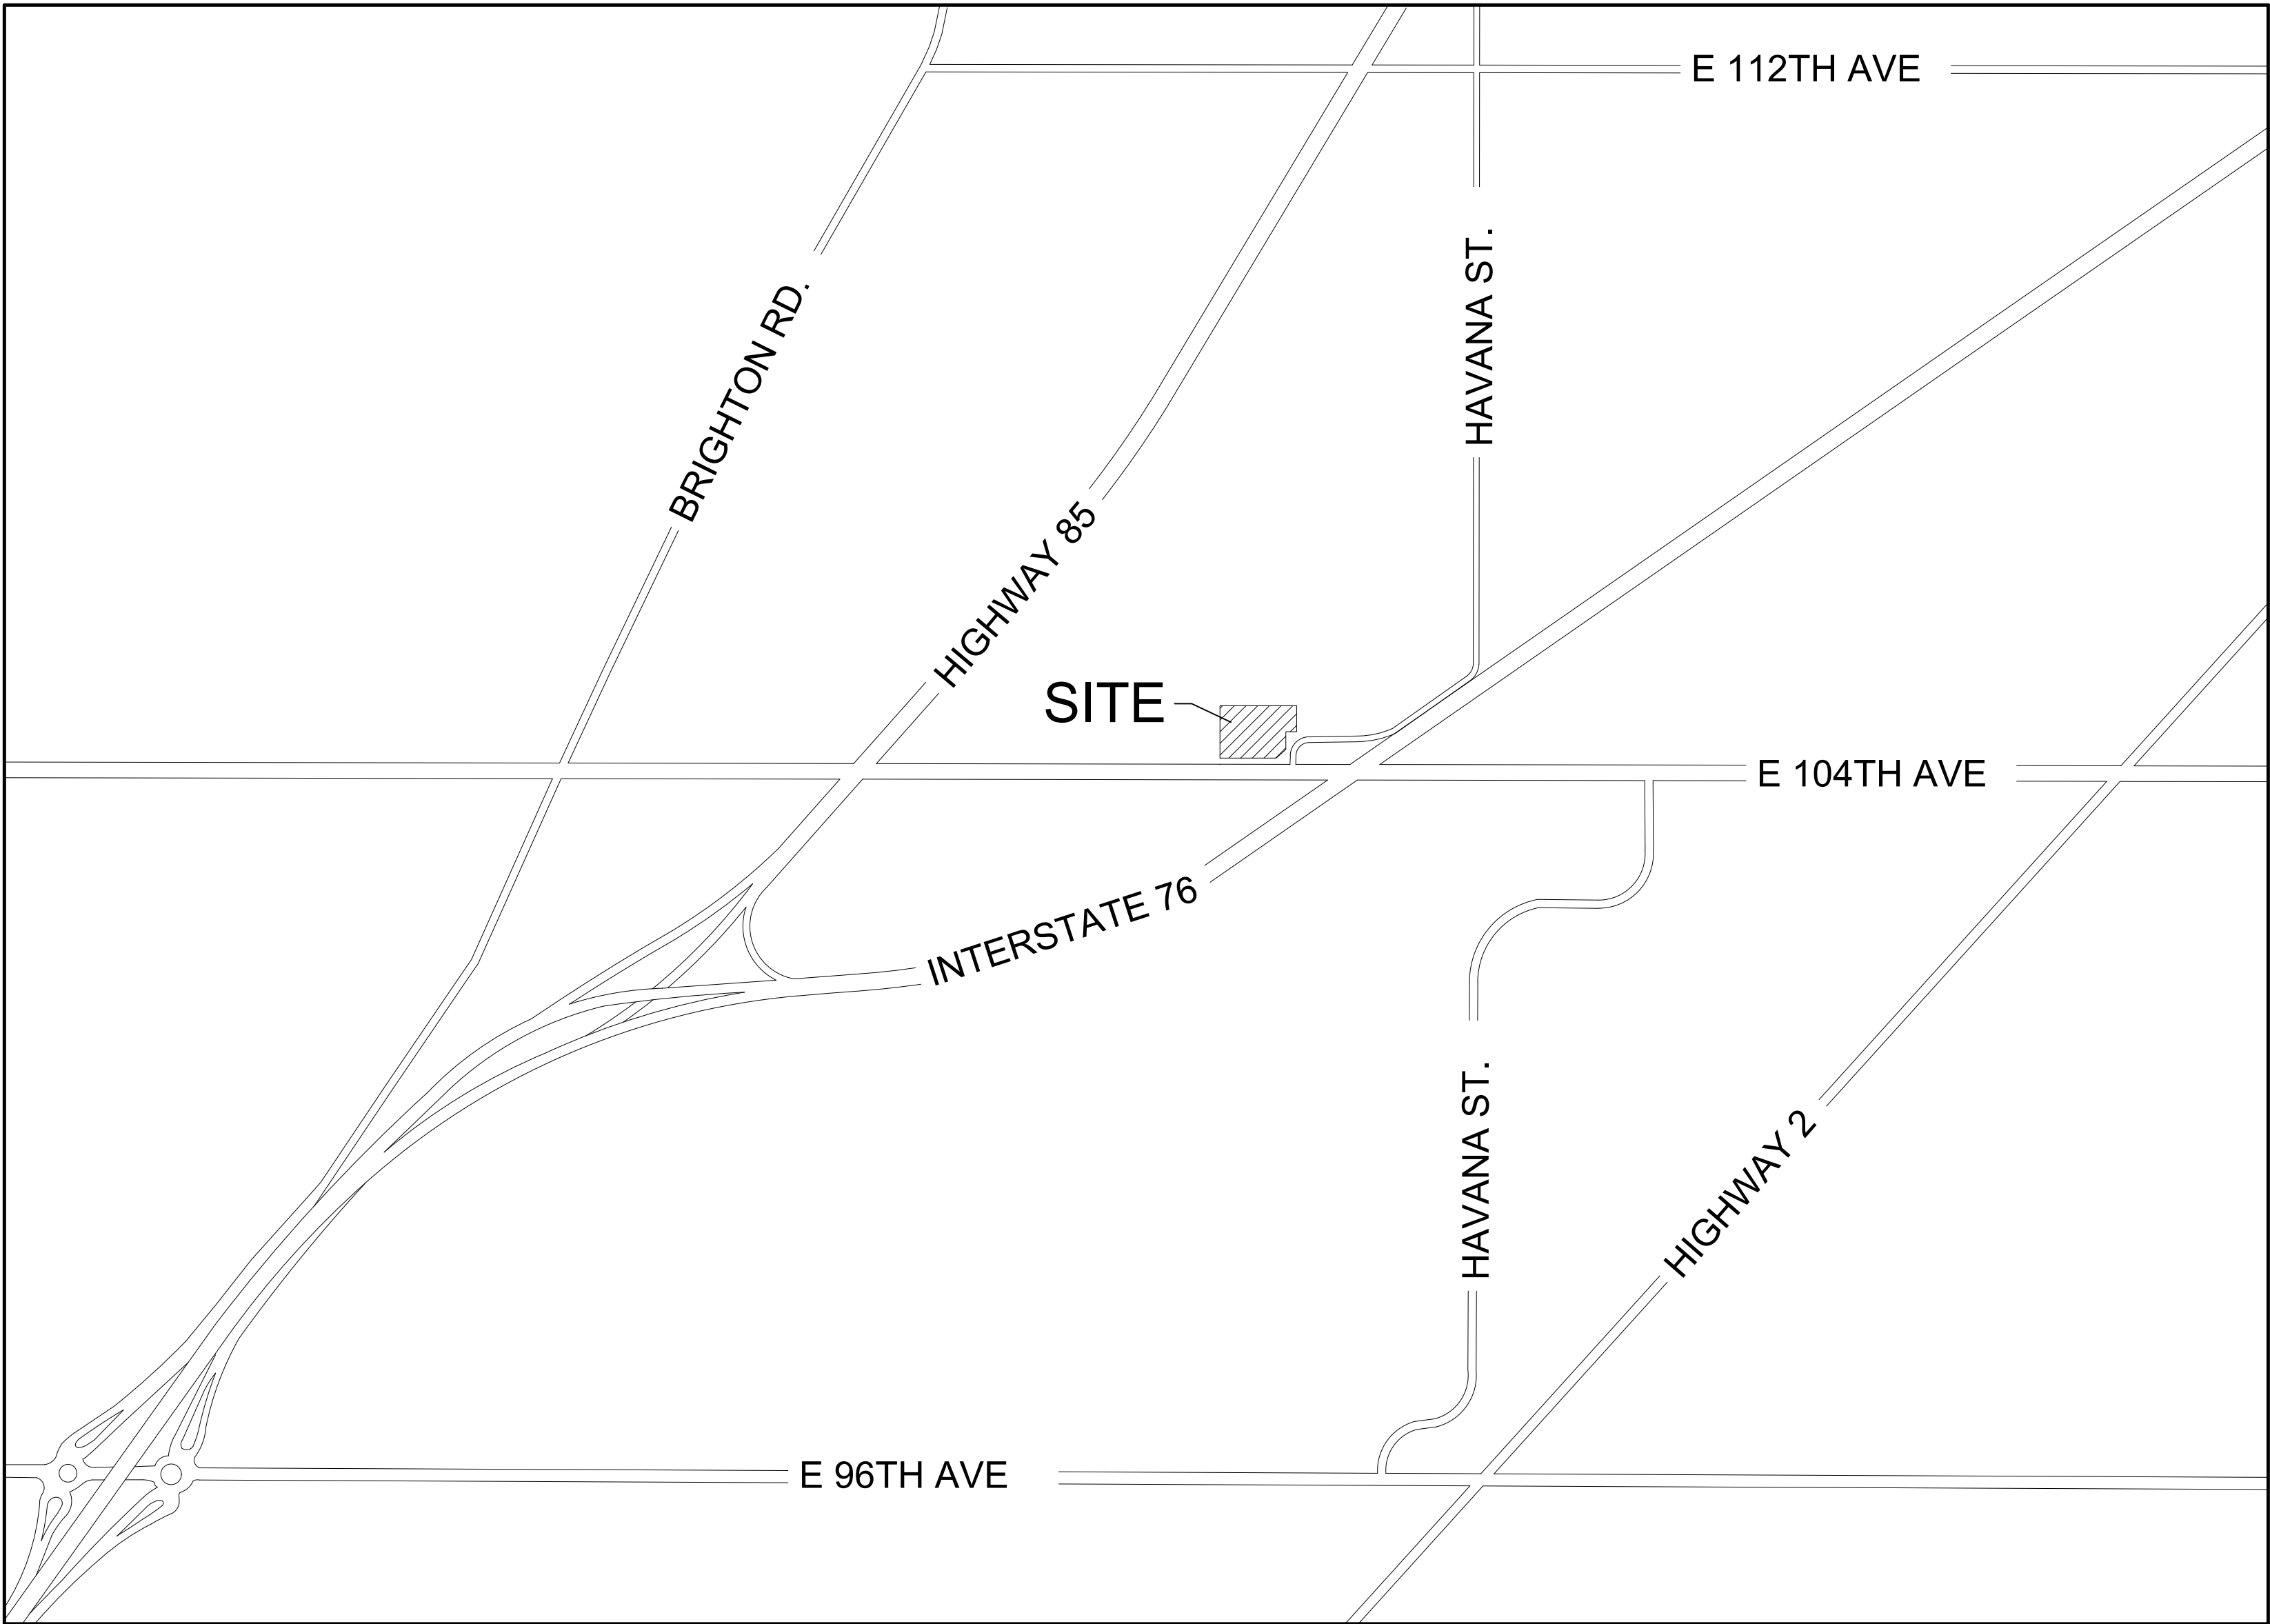 E 112TH AVE
HAVANA ST.
BRIGHTON RD.
HIGHWAY 85
SITE
E 104TH AVE
INTERSTATE 76
HAVANA ST.
HIGHWAY 2
E 96TH AVE